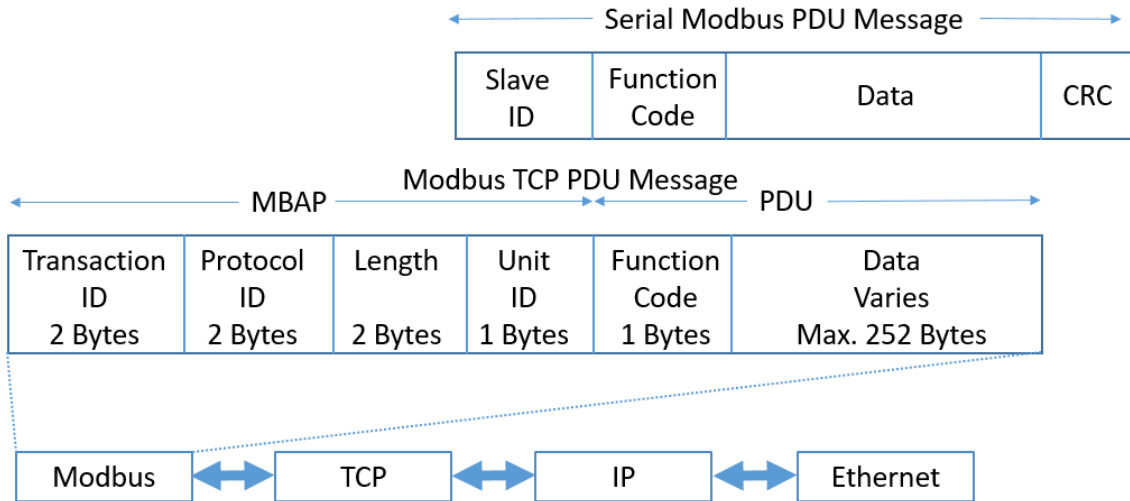 Serial Modbus PDU Message
Slave ID
Function Code
Data
CRC
Modbus TCP PDU Message
MBAP
PDU
Transaction ID 2 Bytes
Protocol ID 2 Bytes
Length 2 Bytes
Unit ID 1 Bytes
Function Code 1 Bytes
Data Varies Max. 252 Bytes
Modbus
TCP
IP
Ethernet